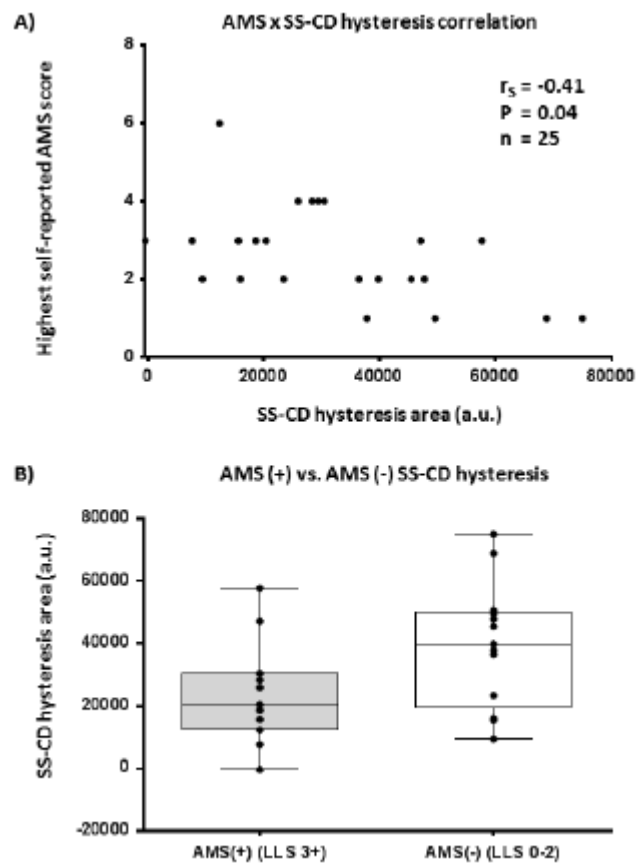 A)
AMS x SS-CD hysteresis correlation
8
6
4
2
0
Highest self-reported AMS score
rS = -0.41
P = 0.04
n = 25
0 20000 40000 60000 80000
SS-CD hysteresis area (a.u.)
B)
AMS (+) vs. AMS (-) SS-CD hysteresis
80000
60000
40000
20000
0
-20000
SS-CD hysteresis area (a.u.)
AMS(+) (LLS 3+) AMS(-) (LLS 0-2)